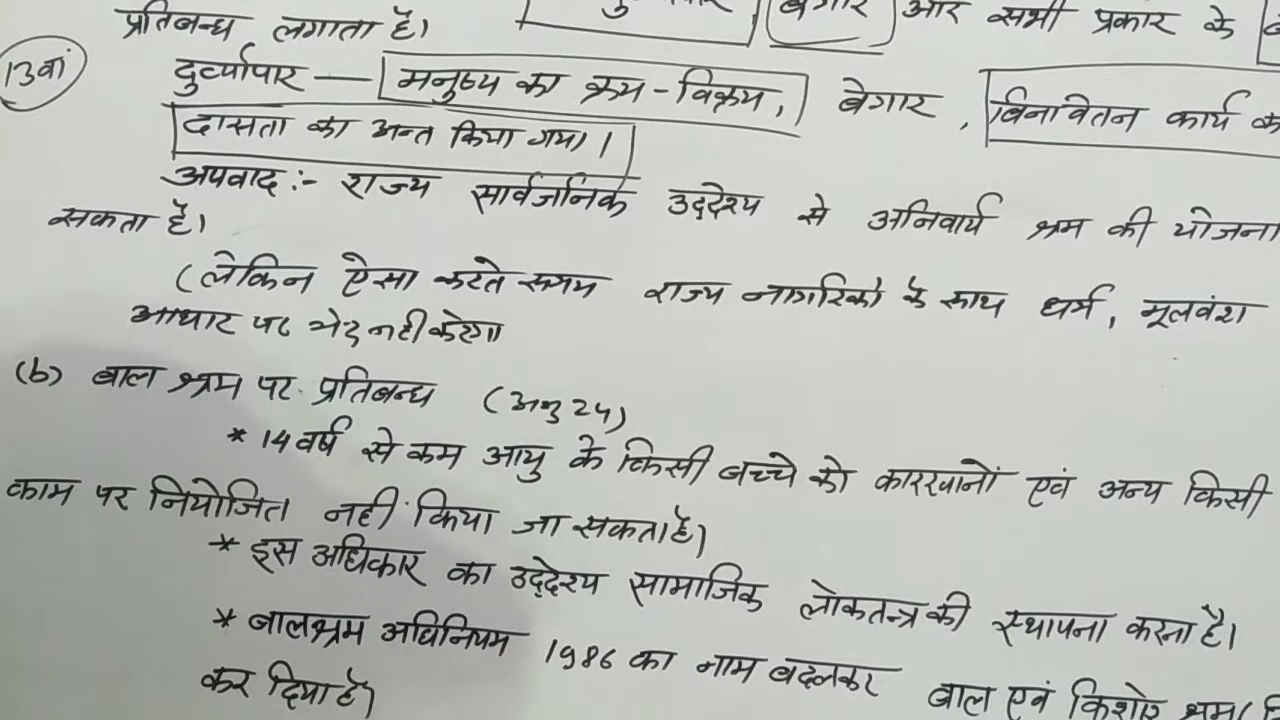 प्रतिबन्ध लगाता है। बेगार और सभी प्रकार के
13वां दुर्व्यापार — मनुष्य का क्रय-विक्रय, बेगार, बिना वेतन कार्य
दासता का अन्त किया गया।
अपवाद :- राज्य सार्वजनिक उद्देश्य से अनिवार्य श्रम की योजना
सकता है।
(लेकिन ऐसा करते समय राज्य नागरिको के साथ धर्म, मूलवंश
आधार पर भेद नही करेगा
(b) बाल श्रम पर प्रतिबन्ध (अनु 24)
* 14 वर्ष से कम आयु के किसी बच्चे को कारखानों एवं अन्य किसी
काम पर नियोजित नहीं किया जा सकता है।
* इस अधिकार का उद्देश्य सामाजिक लोकतन्त्र की स्थापना करना है।
* बालश्रम अधिनियम 1986 का नाम बदलकर बाल एवं किशोर श्रम
कर दिया है।